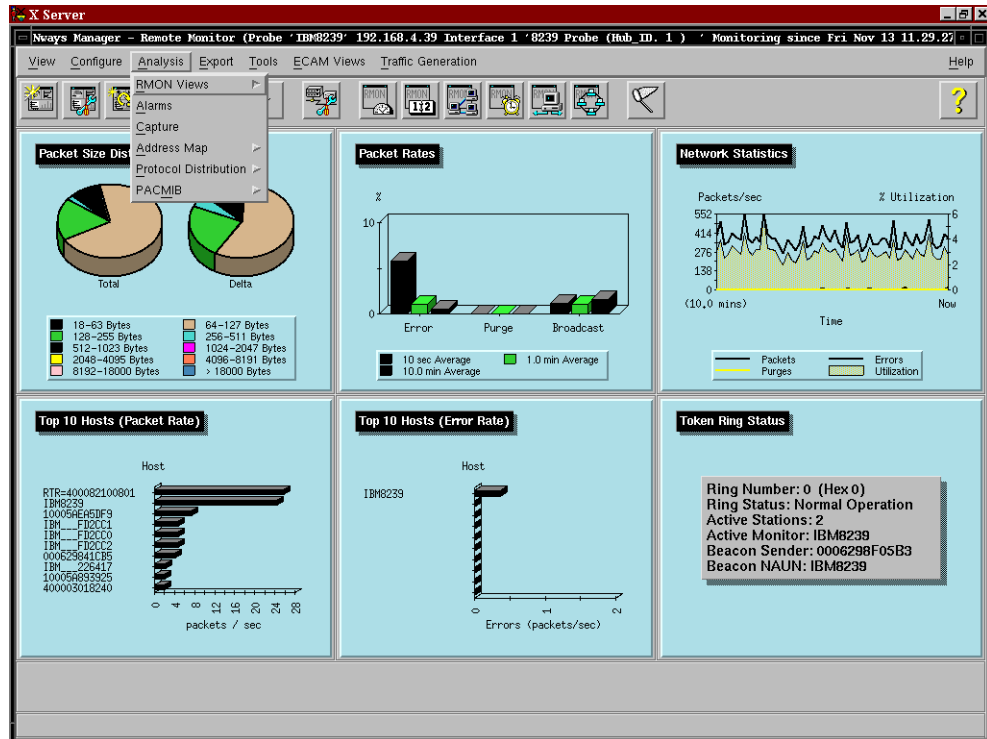 X Server
Nways Manager - Remote Monitor (Probe 'IBM8239' 192.168.4.39 Interface 1 '8239 Probe (Hub_ID. 1 ) ' Monitoring since Fri Nov 13 11.29.27
View Configure Analysis Export Tools ECAM Views Traffic Generation Help
RMON Views
Alarms
Capture
Address Map
Protocol Distribution
PACMIB
RMON RMON RMON RMON
1 2
?
Packet Size Dist
Total Delta
18-63 Bytes 64-127 Bytes
128-255 Bytes 256-511 Bytes
512-1023 Bytes 1024-2047 Bytes
2048-4095 Bytes 4096-8191 Bytes
8192-18000 Bytes > 18000 Bytes
Packet Rates
%
10
0
Error Purge Broadcast
10 sec Average 1.0 min Average
10.0 min Average
Network Statistics
Packets/sec % Utilization
552 6
414 4
276
138 2
0 0
(10.0 mins) Now
Time
Packets Errors
Purges Utilization
Top 10 Hosts (Packet Rate)
Host
RTR=400082100801
IBM8239
10005AEA5DF9
IBM___FD2CC1
IBM___FD2CC0
IBM___FD2CC2
000629841CB5
IBM___226417
10005A893925
400003018240
0 4 8 12 16 20 24 28
packets / sec
Top 10 Hosts (Error Rate)
Host
IBM8239
0 1 2
Errors (packets/sec)
Token Ring Status
Ring Number: 0 (Hex 0)
Ring Status: Normal Operation
Active Stations: 2
Active Monitor: IBM8239
Beacon Sender: 0006298F05B3
Beacon NAUN: IBM8239